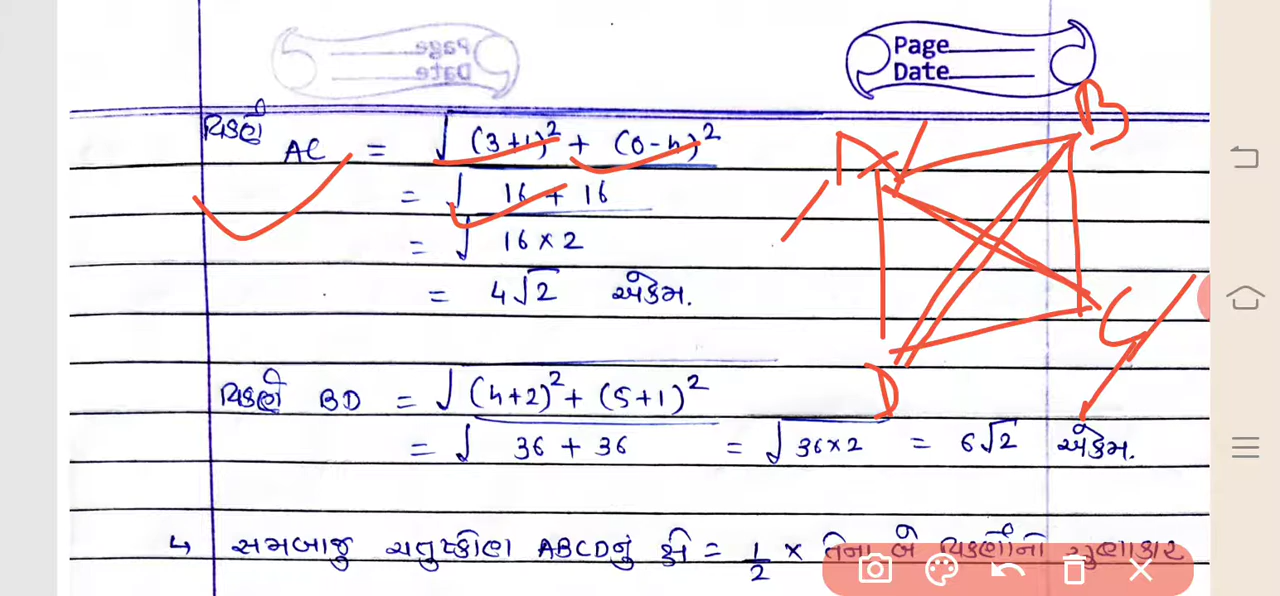 Page
Date
વિકર્ણ AC = √(3+1)² + (0-4)²
= √16 + 16
= √16 × 2
= 4√2 એકમ.
વિકર્ણ BD = √(4+2)² + (5+1)²
= √36 + 36 = √36×2 = 6√2 એકમ.
↳ સમબાજુ ચતુષ્કોણ ABCDનું ક્ષે = 1/2 × તેના બે વિકર્ણોનો ગુણાકાર
A
B
C
D